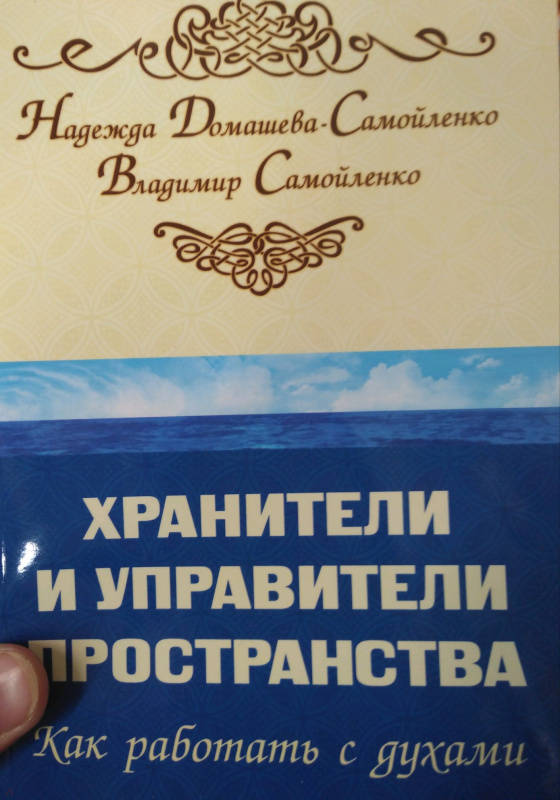 Надежда Домашева-Самойленко
Владимир Самойленко
ХРАНИТЕЛИ
И УПРАВИТЕЛИ
ПРОСТРАНСТВА
Как работать с духами